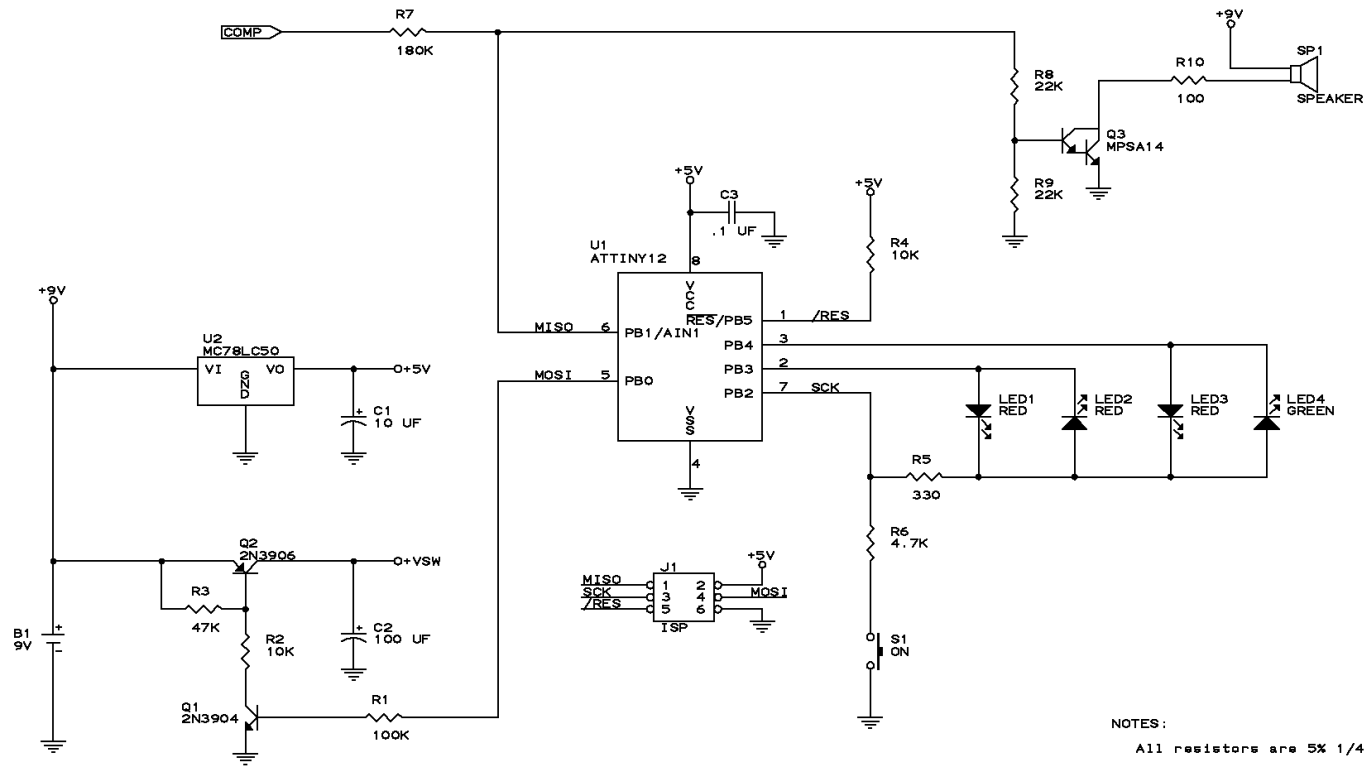 COMP
R7
180K
+9V
SP1
SPEAKER
R10
100
R8
22K
Q3
MPSA14
R9
22K
+5V
C3
.1 UF
+5V
R4
10K
U1
ATTINY12
8
VCC
RES/PB5
1
/RES
MISO
6
PB1/AIN1
PB4
3
PB3
2
MOSI
5
PB0
PB2
7
SCK
VSS
4
+9V
U2
MC78LC50
VI
VO
GND
+5V
C1
10 UF
LED1
RED
LED2
RED
LED3
RED
LED4
GREEN
R5
330
R6
4.7K
S1
ON
Q2
2N3906
+VSW
R3
47K
C2
100 UF
B1
9V
+
-
R2
10K
Q1
2N3904
R1
100K
+5V
J1
MISO
1
2
SCK
3
4
MOSI
/RES
5
6
ISP
NOTES:
All resistors are 5% 1/4